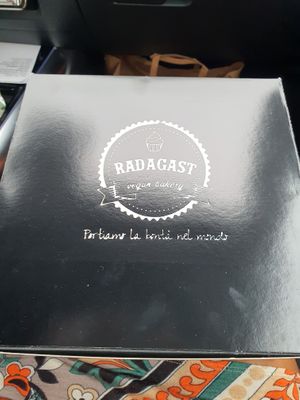 RADAGAST
vegan bakery
Portiamo la bontà nel mondo